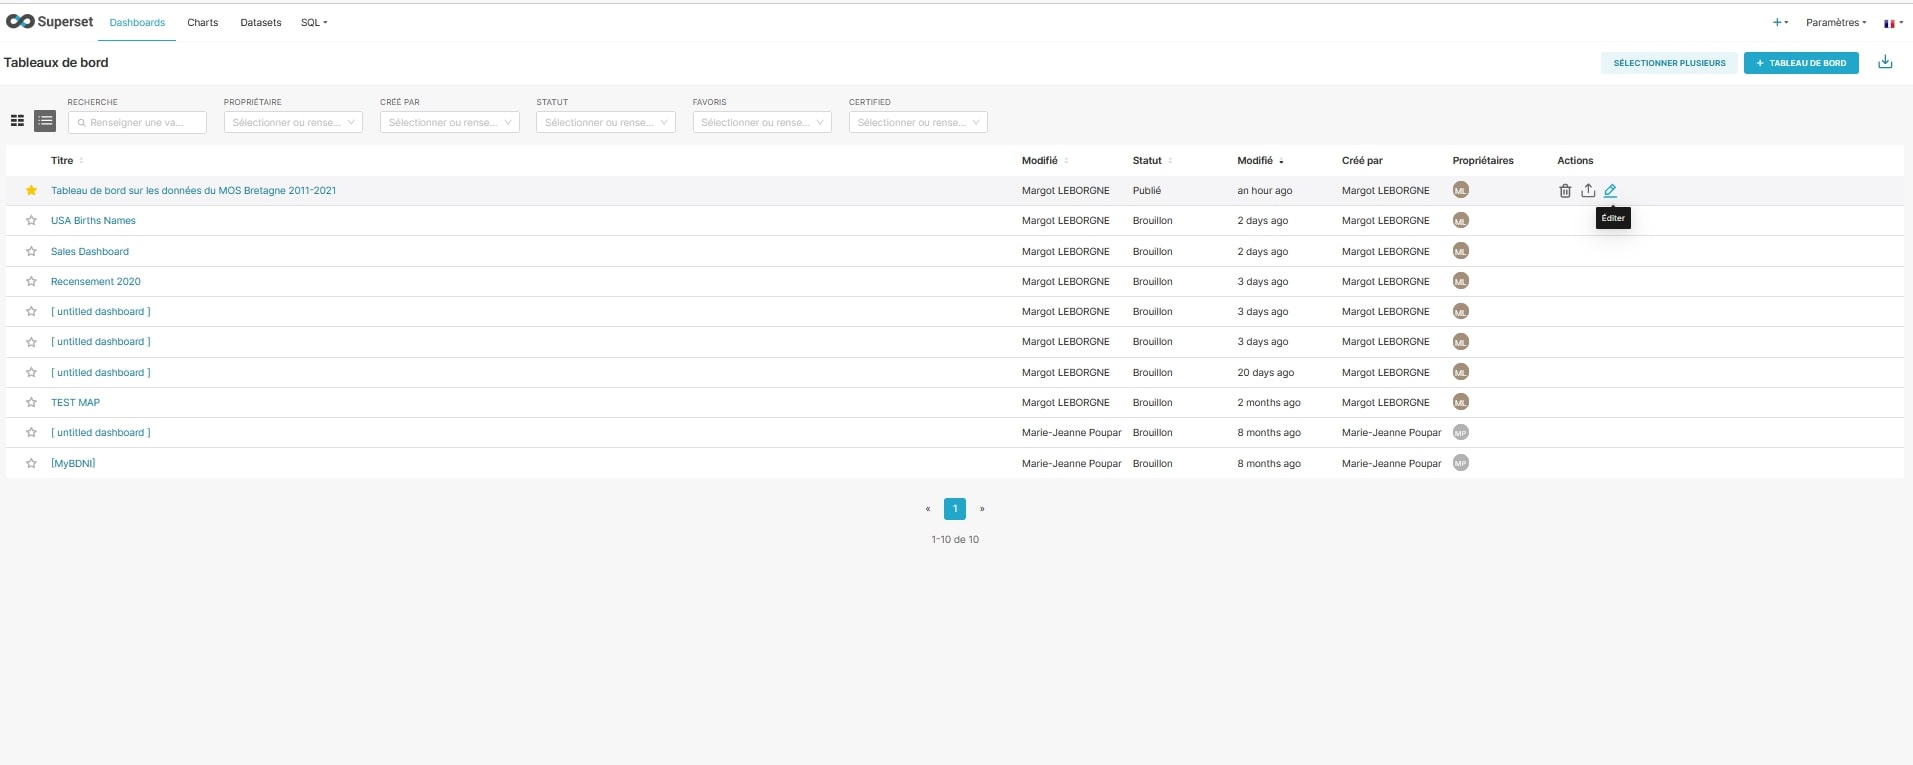 Superset Dashboards Charts Datasets SQL Paramètres
Tableaux de bord SÉLECTIONNER PLUSIEURS + TABLEAU DE BORD
RECHERCHE PROPRIÉTAIRE CRÉÉ PAR STATUT FAVORIS CERTIFIED
Renseigner une va... Sélectionner ou rense... Sélectionner ou rense... Sélectionner ou rense... Sélectionner ou rense... Sélectionner ou rense...
Titre Modifié Statut Modifié Créé par Propriétaires Actions
Tableau de bord sur les données du MOS Bretagne 2011-2021 Margot LEBORGNE Publié an hour ago Margot LEBORGNE ML
Éditer
USA Births Names Margot LEBORGNE Brouillon 2 days ago Margot LEBORGNE ML
Sales Dashboard Margot LEBORGNE Brouillon 2 days ago Margot LEBORGNE ML
Recensement 2020 Margot LEBORGNE Brouillon 3 days ago Margot LEBORGNE ML
[ untitled dashboard ] Margot LEBORGNE Brouillon 3 days ago Margot LEBORGNE ML
[ untitled dashboard ] Margot LEBORGNE Brouillon 3 days ago Margot LEBORGNE ML
[ untitled dashboard ] Margot LEBORGNE Brouillon 20 days ago Margot LEBORGNE ML
TEST MAP Margot LEBORGNE Brouillon 2 months ago Margot LEBORGNE ML
[ untitled dashboard ] Marie-Jeanne Poupar Brouillon 8 months ago Marie-Jeanne Poupar MP
[MyBDNI] Marie-Jeanne Poupar Brouillon 8 months ago Marie-Jeanne Poupar MP
« 1 »
1-10 de 10